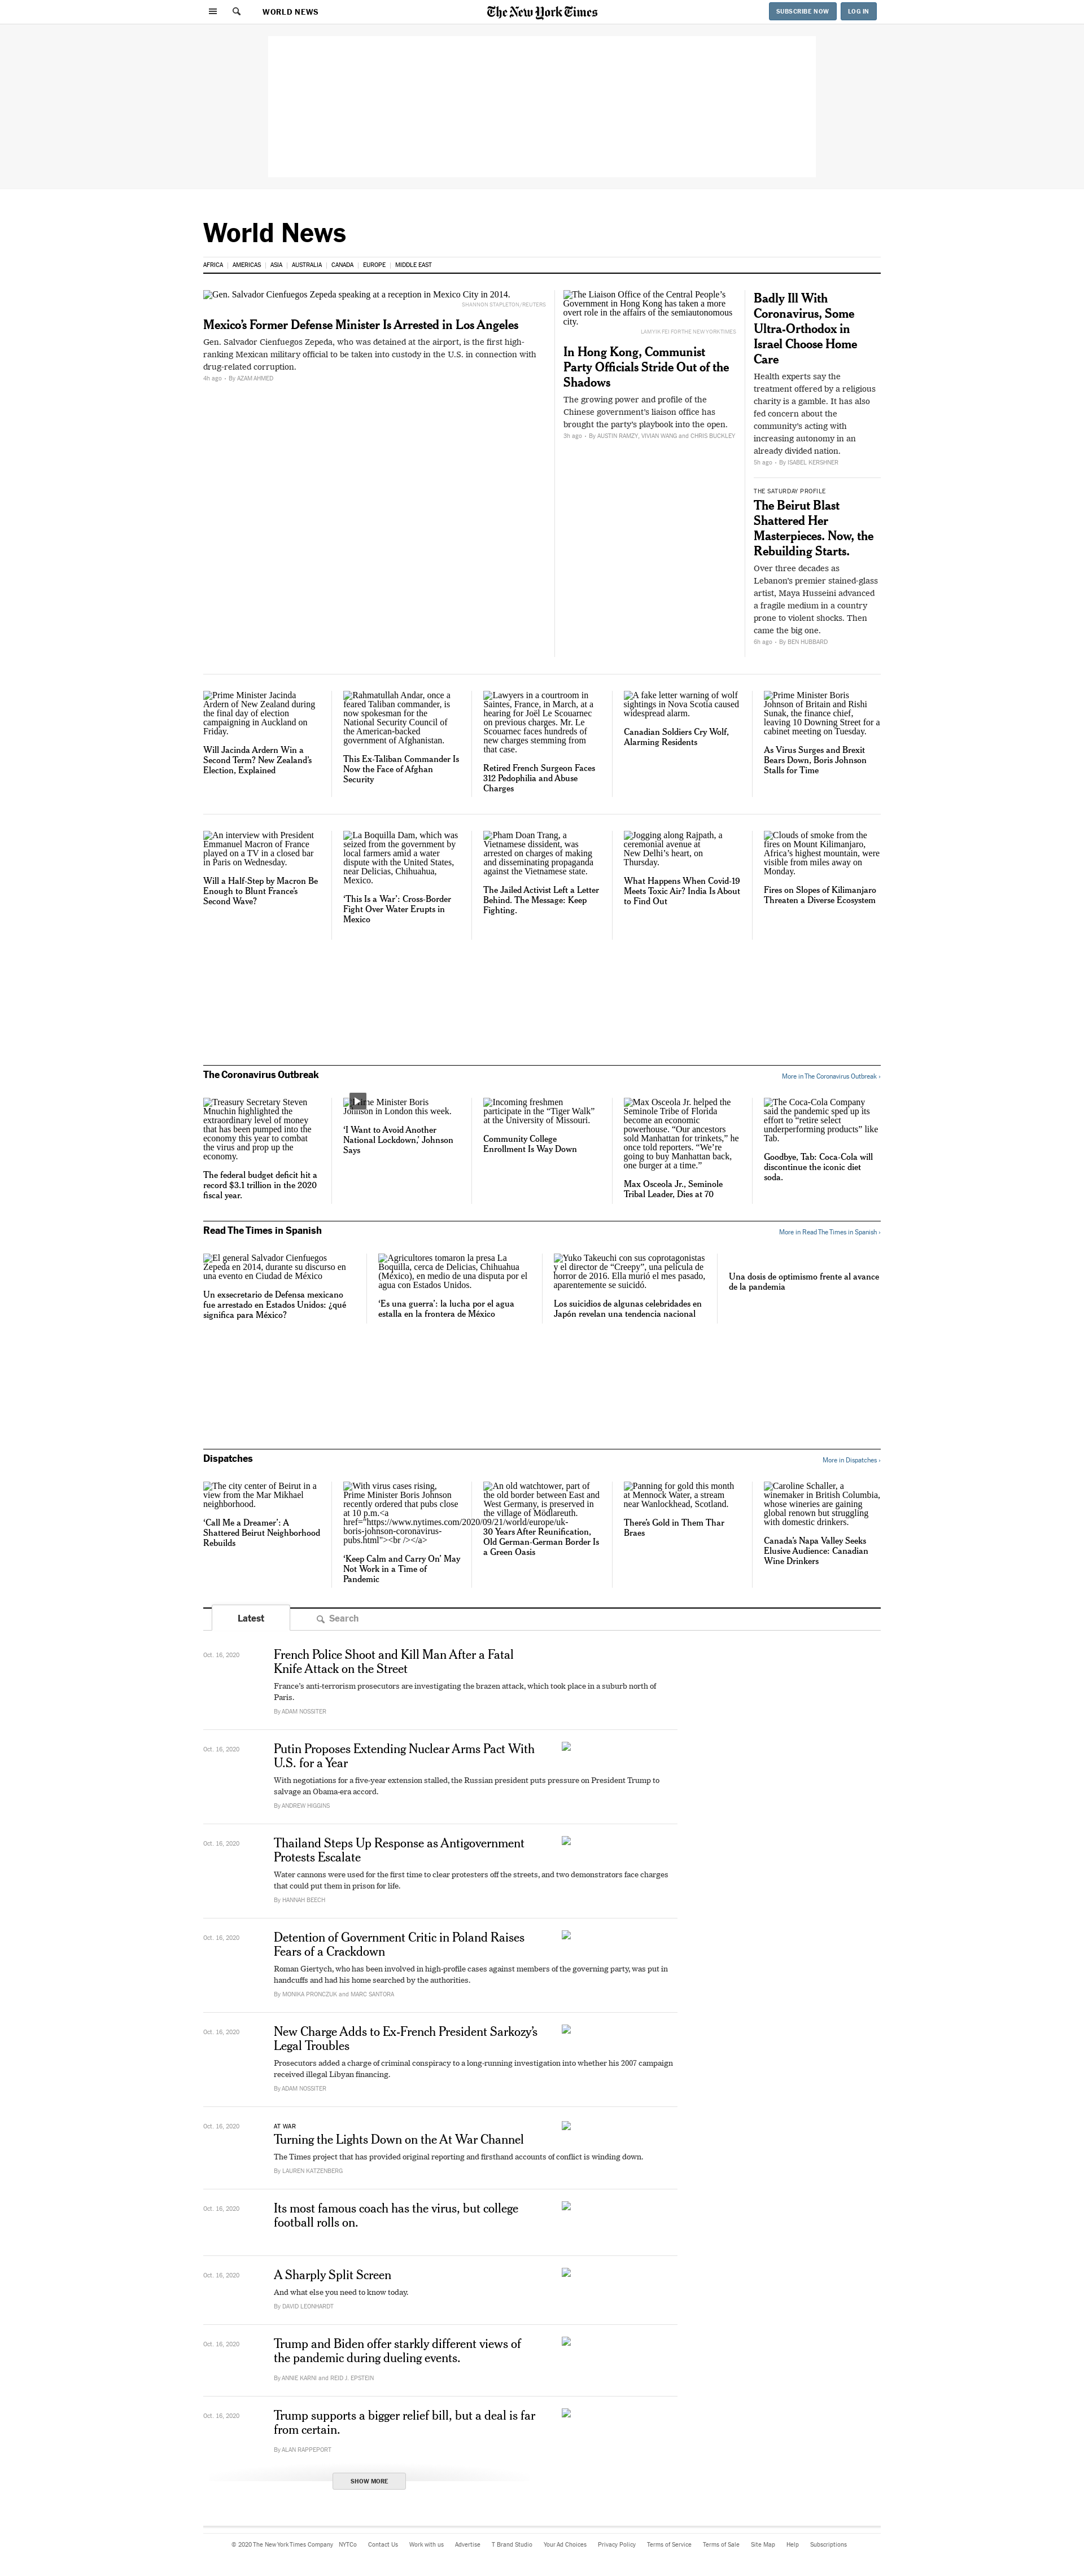 WORLD NEWS
The New York Times
SUBSCRIBE NOW
LOG IN
World News
AFRICA
AMERICAS
ASIA
AUSTRALIA
CANADA
EUROPE
MIDDLE EAST
Gen. Salvador Cienfuegos Zepeda speaking at a reception in Mexico City in 2014.
SHANNON STAPLETON/REUTERS
Mexico's Former Defense Minister Is Arrested in Los Angeles
Gen. Salvador Cienfuegos Zepeda, who was detained at the airport, is the first high-
ranking Mexican military official to be taken into custody in the U.S. in connection with
drug-related corruption.
4h ago • By AZAM AHMED
The Liaison Office of the Central People's
Government in Hong Kong has taken a more
overt role in the affairs of the semiautonomous
city.
LAM YIK FEI FOR THE NEW YORK TIMES
In Hong Kong, Communist
Party Officials Stride Out of the
Shadows
The growing power and profile of the
Chinese government's liaison office has
brought the party's playbook into the open.
3h ago • By AUSTIN RAMZY, VIVIAN WANG and CHRIS BUCKLEY
Badly Ill With
Coronavirus, Some
Ultra-Orthodox in
Israel Choose Home
Care
Health experts say the
treatment offered by a religious
charity is a gamble. It has also
fed concern about the
community's acting with
increasing autonomy in an
already divided nation.
5h ago • By ISABEL KERSHNER
THE SATURDAY PROFILE
The Beirut Blast
Shattered Her
Masterpieces. Now, the
Rebuilding Starts.
Over three decades as
Lebanon's premier stained-glass
artist, Maya Husseini advanced
a fragile medium in a country
prone to violent shocks. Then
came the big one.
6h ago • By BEN HUBBARD
Prime Minister Jacinda
Ardern of New Zealand during
the final day of election
campaigning in Auckland on
Friday.
Will Jacinda Ardern Win a
Second Term? New Zealand's
Election, Explained
Rahmatullah Andar, once a
feared Taliban commander, is
now spokesman for the
National Security Council of
the American-backed
government of Afghanistan.
This Ex-Taliban Commander Is
Now the Face of Afghan
Security
Lawyers in a courtroom in
Saintes, France, in March, at a
hearing for Joël Le Scouarnec
on previous charges. Mr. Le
Scouarnec faces hundreds of
new charges stemming from
that case.
Retired French Surgeon Faces
312 Pedophilia and Abuse
Charges
A fake letter warning of wolf
sightings in Nova Scotia caused
widespread alarm.
Canadian Soldiers Cry Wolf,
Alarming Residents
Prime Minister Boris
Johnson of Britain and Rishi
Sunak, the finance chief,
leaving 10 Downing Street for a
cabinet meeting on Tuesday.
As Virus Surges and Brexit
Bears Down, Boris Johnson
Stalls for Time
An interview with President
Emmanuel Macron of France
played on a TV in a closed bar
in Paris on Wednesday.
Will a Half-Step by Macron Be
Enough to Blunt France's
Second Wave?
La Boquilla Dam, which was
seized from the government by
local farmers amid a water
dispute with the United States,
near Delicias, Chihuahua,
Mexico.
'This Is a War': Cross-Border
Fight Over Water Erupts in
Mexico
Pham Doan Trang, a
Vietnamese dissident, was
arrested on charges of making
and disseminating propaganda
against the Vietnamese state.
The Jailed Activist Left a Letter
Behind. The Message: Keep
Fighting.
Jogging along Rajpath, a
ceremonial avenue at
New Delhi's heart, on
Thursday.
What Happens When Covid-19
Meets Toxic Air? India Is About
to Find Out
Clouds of smoke from the
fires on Mount Kilimanjaro,
Africa's highest mountain, were
visible from miles away on
Monday.
Fires on Slopes of Kilimanjaro
Threaten a Diverse Ecosystem
The Coronavirus Outbreak
More in The Coronavirus Outbreak ›
Treasury Secretary Steven
Mnuchin highlighted the
extraordinary level of money
that has been pumped into the
economy this year to combat
the virus and prop up the
economy.
The federal budget deficit hit a
record $3.1 trillion in the 2020
fiscal year.
Minister Boris
Johnson in London this week.
'I Want to Avoid Another
National Lockdown,' Johnson
Says
Incoming freshmen
participate in the “Tiger Walk”
at the University of Missouri.
Community College
Enrollment Is Way Down
Max Osceola Jr. helped the
Seminole Tribe of Florida
become an economic
powerhouse. “Our ancestors
sold Manhattan for trinkets,” he
once told reporters. “We're
going to buy Manhattan back,
one burger at a time.”
Max Osceola Jr., Seminole
Tribal Leader, Dies at 70
The Coca-Cola Company
said the pandemic sped up its
effort to “retire select
underperforming products” like
Tab.
Goodbye, Tab: Coca-Cola will
discontinue the iconic diet
soda.
Read The Times in Spanish
More in Read The Times in Spanish ›
El general Salvador Cienfuegos
Zepeda en 2014, durante su discurso en
una evento en Ciudad de México
Un exsecretario de Defensa mexicano
fue arrestado en Estados Unidos: ¿qué
significa para México?
Agricultores tomaron la presa La
Boquilla, cerca de Delicias, Chihuahua
(México), en medio de una disputa por el
agua con Estados Unidos.
'Es una guerra': la lucha por el agua
estalla en la frontera de México
Yuko Takeuchi con sus coprotagonistas
y el director de “Creepy”, una película de
horror de 2016. Ella murió el mes pasado,
aparentemente se suicidó.
Los suicidios de algunas celebridades en
Japón revelan una tendencia nacional
Una dosis de optimismo frente al avance
de la pandemia
Dispatches
More in Dispatches ›
The city center of Beirut in a
view from the Mar Mikhael
neighborhood.
'Call Me a Dreamer': A
Shattered Beirut Neighborhood
Rebuilds
With virus cases rising,
Prime Minister Boris Johnson
recently ordered that pubs close
at 10 p.m.<a
href="https://www.nytimes.com/2020/09/21/world/europe/uk-
boris-johnson-coronavirus-
pubs.html"><br /></a>
'Keep Calm and Carry On' May
Not Work in a Time of
Pandemic
An old watchtower, part of
the old border between East and
West Germany, is preserved in
the village of Mödlareuth.
30 Years After Reunification,
Old German-German Border Is
a Green Oasis
Panning for gold this month
at Mennock Water, a stream
near Wanlockhead, Scotland.
There's Gold in Them Thar
Braes
Caroline Schaller, a
winemaker in British Columbia,
whose wineries are gaining
global renown but struggling
with domestic drinkers.
Canada's Napa Valley Seeks
Elusive Audience: Canadian
Wine Drinkers
Latest
Search
Oct. 16, 2020
French Police Shoot and Kill Man After a Fatal
Knife Attack on the Street
France's anti-terrorism prosecutors are investigating the brazen attack, which took place in a suburb north of
Paris.
By ADAM NOSSITER
Oct. 16, 2020
Putin Proposes Extending Nuclear Arms Pact With
U.S. for a Year
With negotiations for a five-year extension stalled, the Russian president puts pressure on President Trump to
salvage an Obama-era accord.
By ANDREW HIGGINS
Oct. 16, 2020
Thailand Steps Up Response as Antigovernment
Protests Escalate
Water cannons were used for the first time to clear protesters off the streets, and two demonstrators face charges
that could put them in prison for life.
By HANNAH BEECH
Oct. 16, 2020
Detention of Government Critic in Poland Raises
Fears of a Crackdown
Roman Giertych, who has been involved in high-profile cases against members of the governing party, was put in
handcuffs and had his home searched by the authorities.
By MONIKA PRONCZUK and MARC SANTORA
Oct. 16, 2020
New Charge Adds to Ex-French President Sarkozy's
Legal Troubles
Prosecutors added a charge of criminal conspiracy to a long-running investigation into whether his 2007 campaign
received illegal Libyan financing.
By ADAM NOSSITER
Oct. 16, 2020
AT WAR
Turning the Lights Down on the At War Channel
The Times project that has provided original reporting and firsthand accounts of conflict is winding down.
By LAUREN KATZENBERG
Oct. 16, 2020
Its most famous coach has the virus, but college
football rolls on.
Oct. 16, 2020
A Sharply Split Screen
And what else you need to know today.
By DAVID LEONHARDT
Oct. 16, 2020
Trump and Biden offer starkly different views of
the pandemic during dueling events.
By ANNIE KARNI and REID J. EPSTEIN
Oct. 16, 2020
Trump supports a bigger relief bill, but a deal is far
from certain.
By ALAN RAPPEPORT
SHOW MORE
© 2020 The New York Times Company
NYTCo
Contact Us
Work with us
Advertise
T Brand Studio
Your Ad Choices
Privacy Policy
Terms of Service
Terms of Sale
Site Map
Help
Subscriptions